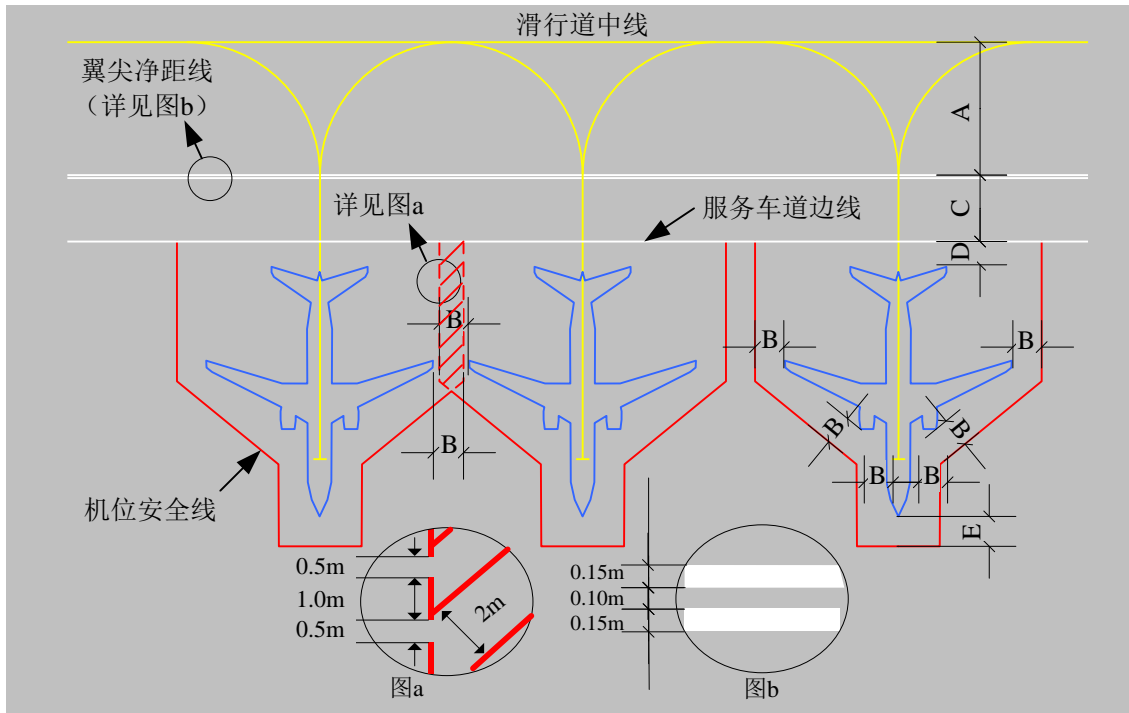 滑行道中线
翼尖净距线
（详见图b）
A
详见图a
服务车道边线
C
D
B
B
B
B
B
B
B
B
机位安全线
E
0.5m
1.0m
0.5m
2m
图a
0.15m
0.10m
0.15m
图b